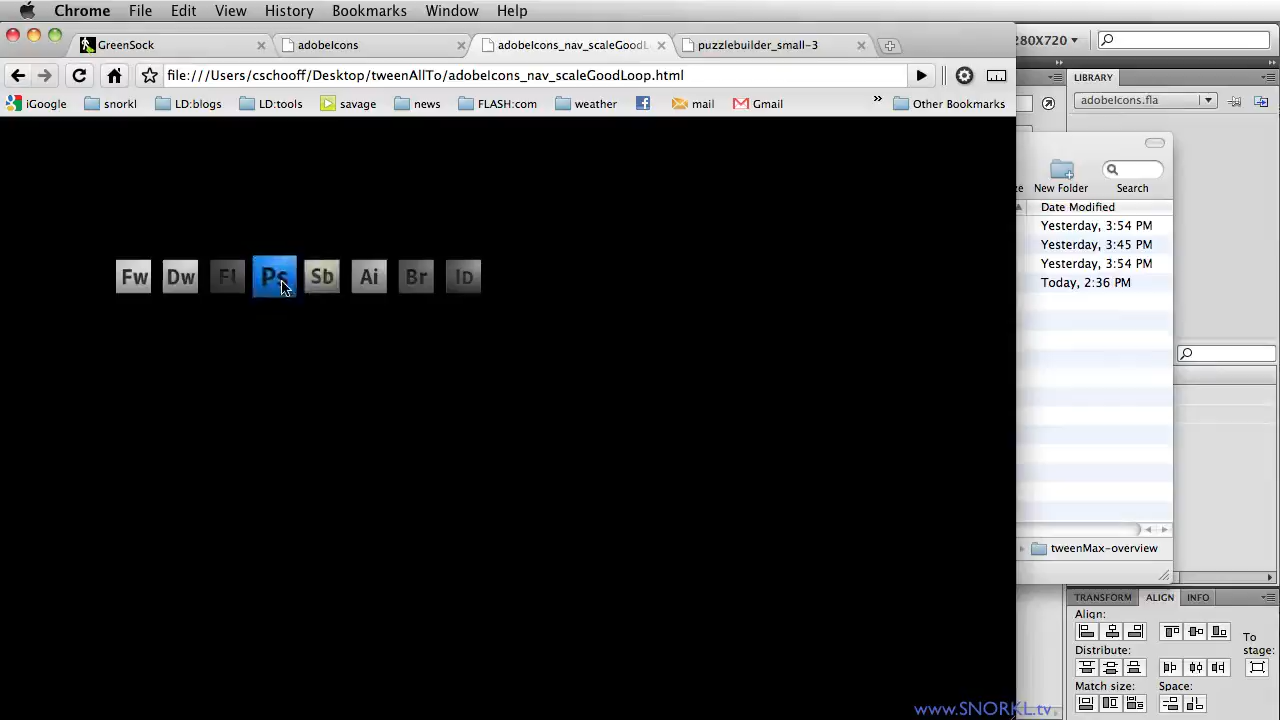 Chrome File Edit View History Bookmarks Window Help
GreenSock adobeIcons adobeIcons_nav_scaleGoodL puzzlebuilder_small-3
280X720
file:///Users/cschooff/Desktop/tweenAllTo/adobeIcons_nav_scaleGoodLoop.html
LIBRARY
adobeIcons.fla
iGoogle snorkl LD:blogs LD:tools savage news FLASH:com weather mail Gmail » Other Bookmarks
New Folder Search
Date Modified
Yesterday, 3:54 PM
Yesterday, 3:45 PM
Yesterday, 3:54 PM
Today, 2:36 PM
Fw Dw Fl Ps Sb Ai Br ID
tweenMax-overview
TRANSFORM ALIGN INFO
Align:
To
stage:
Distribute:
Match size: Space:
www.SNORKL.tv